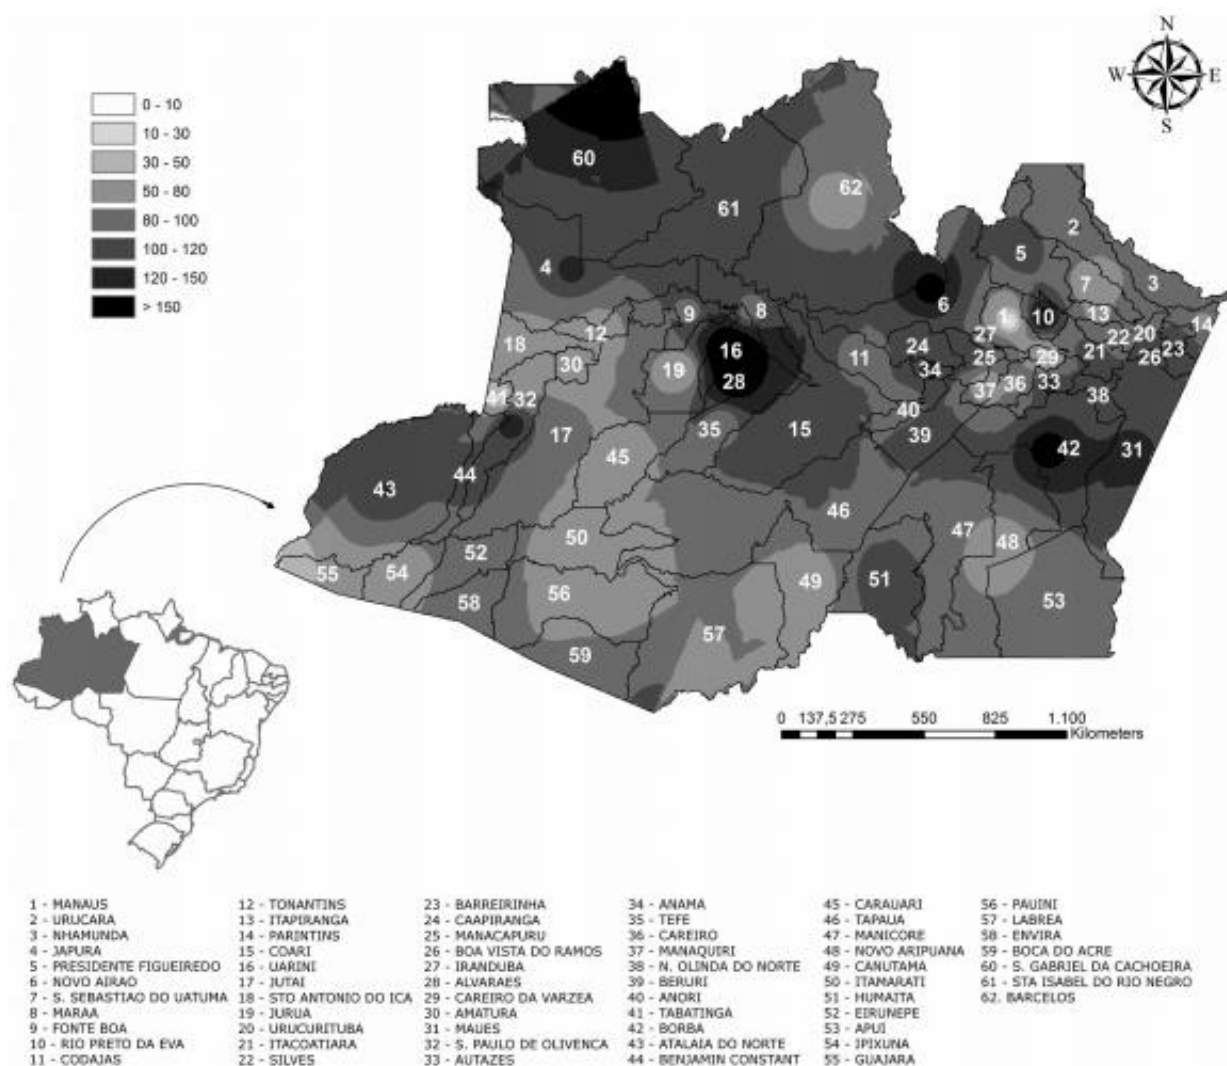 N
W E
S
0 - 10
10 - 30
30 - 50
50 - 80
80 - 100
100 - 120
120 - 150
> 150
60
62
61
2
5
4
7
3
6
9
8
1
10
13
14
12
18
16
27
24
22
20
23
11
25
29
21
26
30
19
34
28
37
36
33
38
41
32
40
35
15
39
17
42
31
45
44
43
46
47
50
48
52
55
54
49
51
56
58
53
57
59
0 137,5 275 550 825 1.100
Kilometers
1 - MANAUS
2 - URUCARA
3 - NHAMUNDA
4 - JAPURA
5 - PRESIDENTE FIGUEIREDO
6 - NOVO AIRAO
7 - S. SEBASTIAO DO UATUMA
8 - MARAA
9 - FONTE BOA
10 - RIO PRETO DA EVA
11 - CODAJAS
12 - TONANTINS
13 - ITAPIRANGA
14 - PARINTINS
15 - COARI
16 - UARINI
17 - JUTAI
18 - STO ANTONIO DO ICA
19 - JURUA
20 - URUCURITUBA
21 - ITACOATIARA
22 - SILVES
23 - BARREIRINHA
24 - CAAPIRANGA
25 - MANACAPURU
26 - BOA VISTA DO RAMOS
27 - IRANDUBA
28 - ALVARAES
29 - CAREIRO DA VARZEA
30 - AMATURA
31 - MAUES
32 - S. PAULO DE OLIVENCA
33 - AUTAZES
34 - ANAMA
35 - TEFE
36 - CAREIRO
37 - MANAQUIRI
38 - N. OLINDA DO NORTE
39 - BERURI
40 - ANORI
41 - TABATINGA
42 - BORBA
43 - ATALAIA DO NORTE
44 - BENJAMIN CONSTANT
45 - CARAUARI
46 - TAPAUA
47 - MANICORE
48 - NOVO ARIPUANA
49 - CANUTAMA
50 - ITAMARATI
51 - HUMAITA
52 - EIRUNEPE
53 - APUI
54 - IPIXUNA
55 - GUAJARA
56 - PAUINI
57 - LABREA
58 - ENVIRA
59 - BOCA DO ACRE
60 - S. GABRIEL DA CACHOEIRA
61 - STA ISABEL DO RIO NEGRO
62. BARCELOS